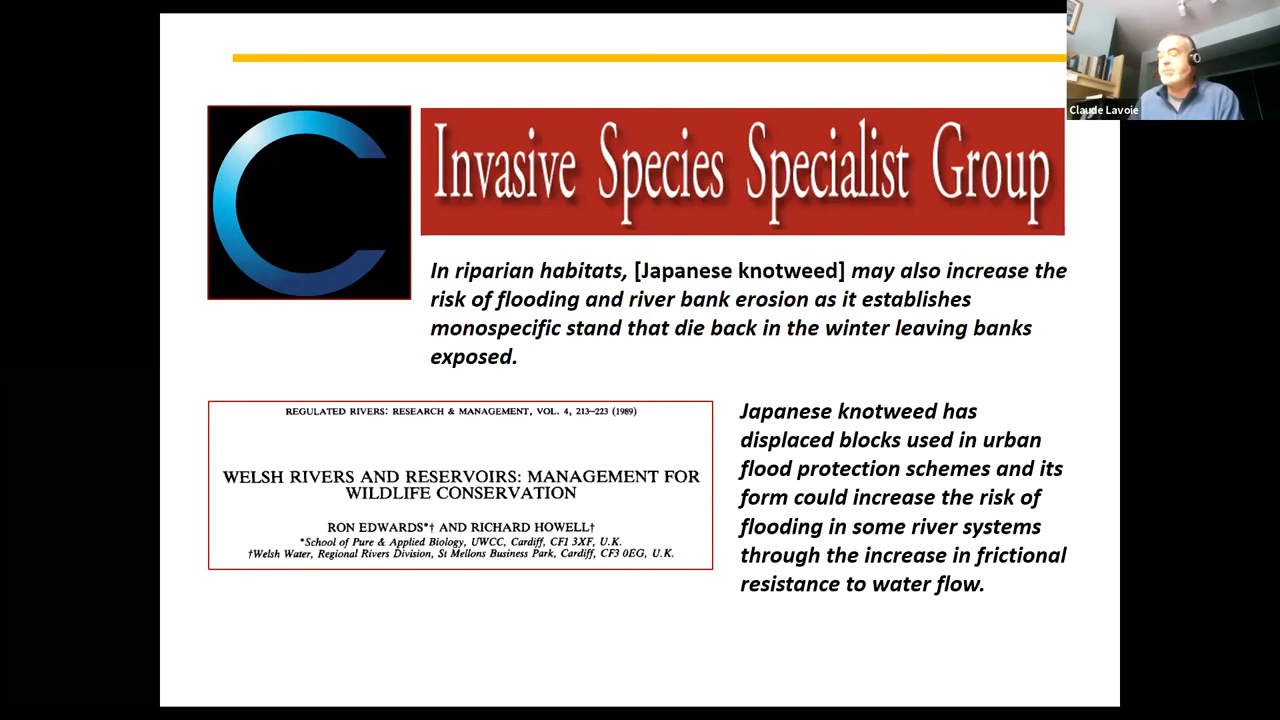 Claude Lavoie
Invasive Species Specialist Group
In riparian habitats, [Japanese knotweed] may also increase the
risk of flooding and river bank erosion as it establishes
monospecific stand that die back in the winter leaving banks
exposed.
REGULATED RIVERS: RESEARCH & MANAGEMENT, VOL. 4, 213–223 (1989)
WELSH RIVERS AND RESERVOIRS: MANAGEMENT FOR
WILDLIFE CONSERVATION
RON EDWARDS*† AND RICHARD HOWELL†
*School of Pure & Applied Biology, UWCC, Cardiff, CF1 3XF, U.K.
†Welsh Water, Regional Rivers Division, St Mellons Business Park, Cardiff, CF3 0EG, U.K.
Japanese knotweed has
displaced blocks used in urban
flood protection schemes and its
form could increase the risk of
flooding in some river systems
through the increase in frictional
resistance to water flow.